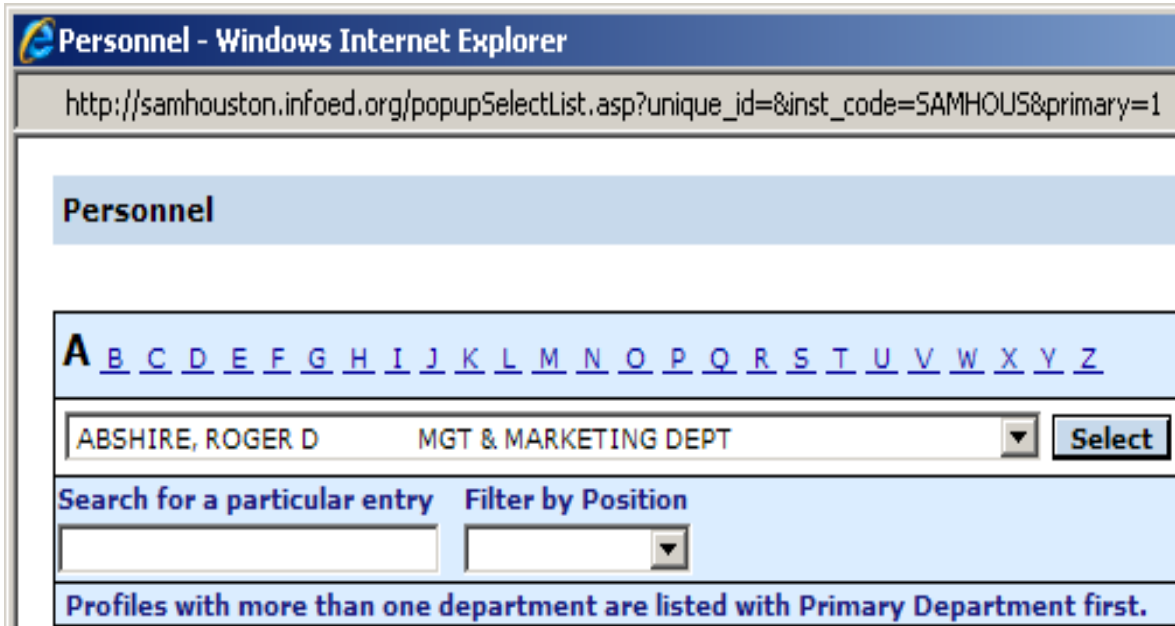 Personnel - Windows Internet Explorer
http://samhouston.infoed.org/popupSelectList.asp?unique_id=&inst_code=SAMHOUS&primary=1
Personnel
A B C D E F G H I J K L M N O P Q R S T U V W X Y Z
ABSHIRE, ROGER D MGT & MARKETING DEPT Select
Search for a particular entry Filter by Position
Profiles with more than one department are listed with Primary Department first.